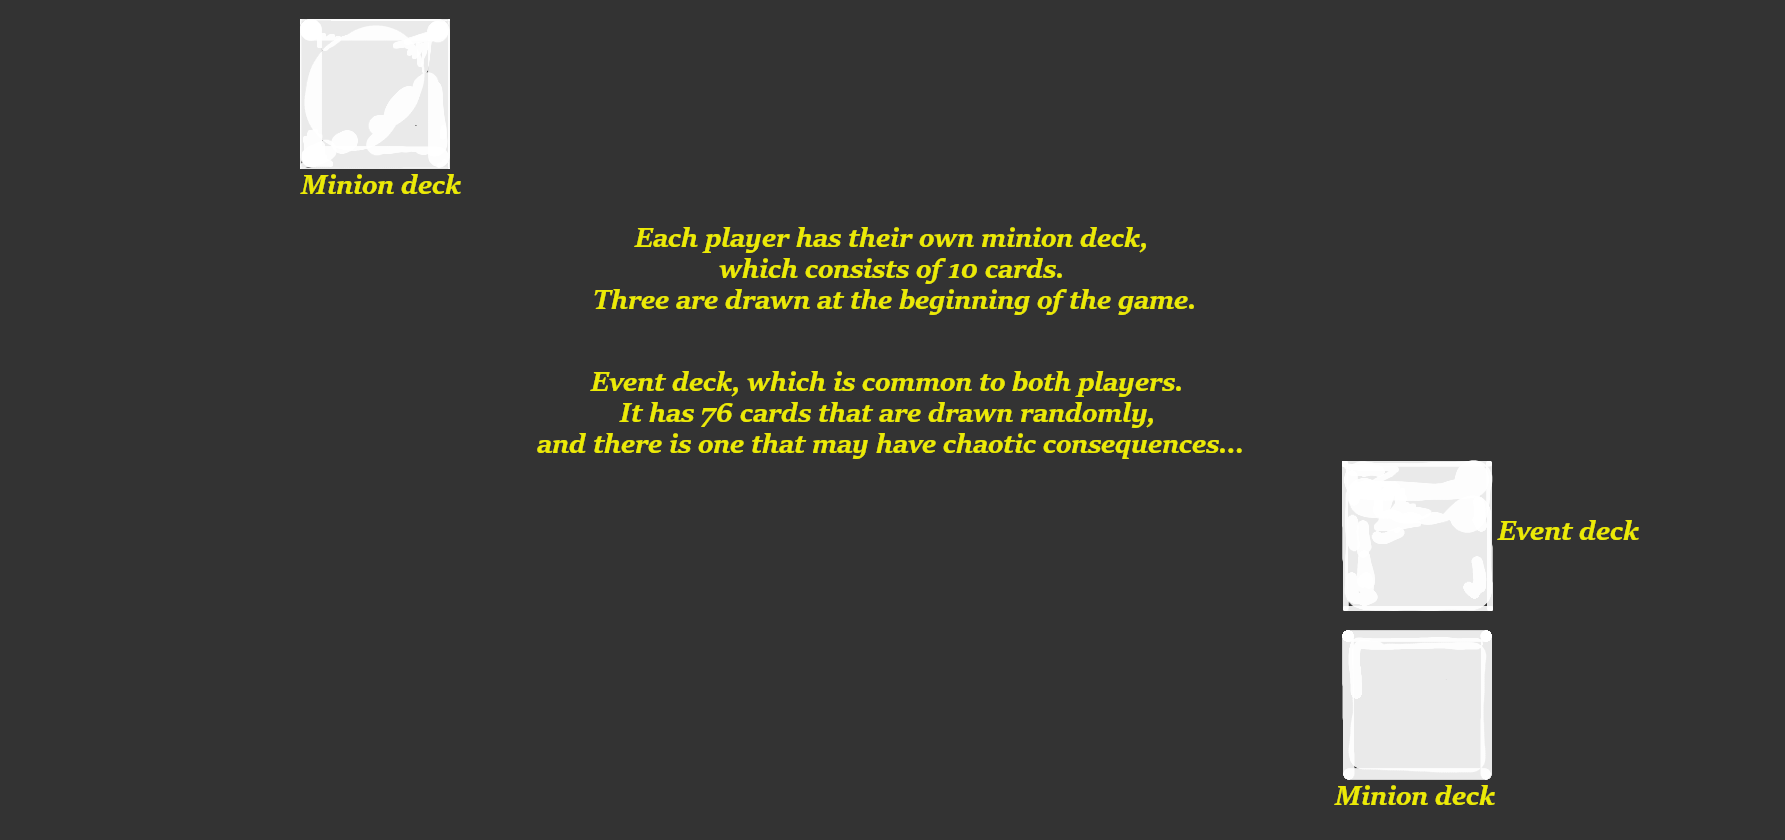 Minion deck
Each player has their own minion deck,
which consists of 10 cards.
Three are drawn at the beginning of the game.
Event deck, which is common to both players.
It has 76 cards that are drawn randomly,
and there is one that may have chaotic consequences...
Event deck
Minion deck